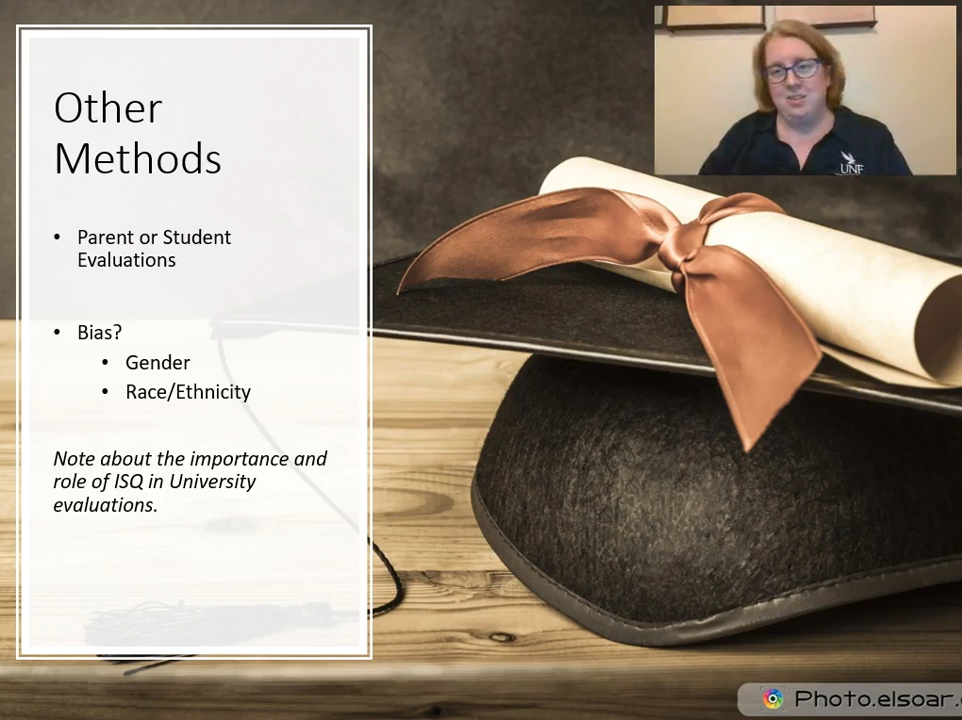 Other
Methods
• Parent or Student
Evaluations
• Bias?
• Gender
• Race/Ethnicity
Note about the importance and
role of ISQ in University
evaluations.
UNF
Photo.elsoar.